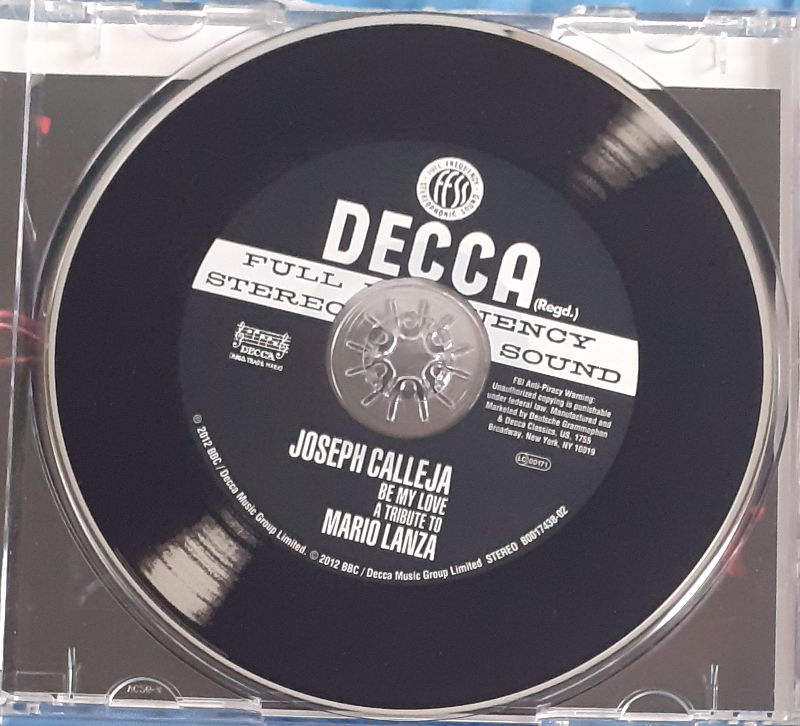 FULL FREQUENCY
STEREOPHONIC SOUND
FFSS
DECCA
(Regd.)
FULL
UENCY
STEREO
SOUND
DECCA
(REGD. TRADE MARK)
FBI Anti-Piracy Warning:
Unauthorized copying is punishable
under federal law. Manufactured and
Marketed by Deutsche Grammophon
& Decca Classics, US, 1755
Broadway, New York, NY 10019
LC 00171
JOSEPH CALLEJA
BE MY LOVE
A TRIBUTE TO
MARIO LANZA
℗ 2012 BBC / Decca Music Group Limited. © 2012 BBC / Decca Music Group Limited STEREO B0017438-02